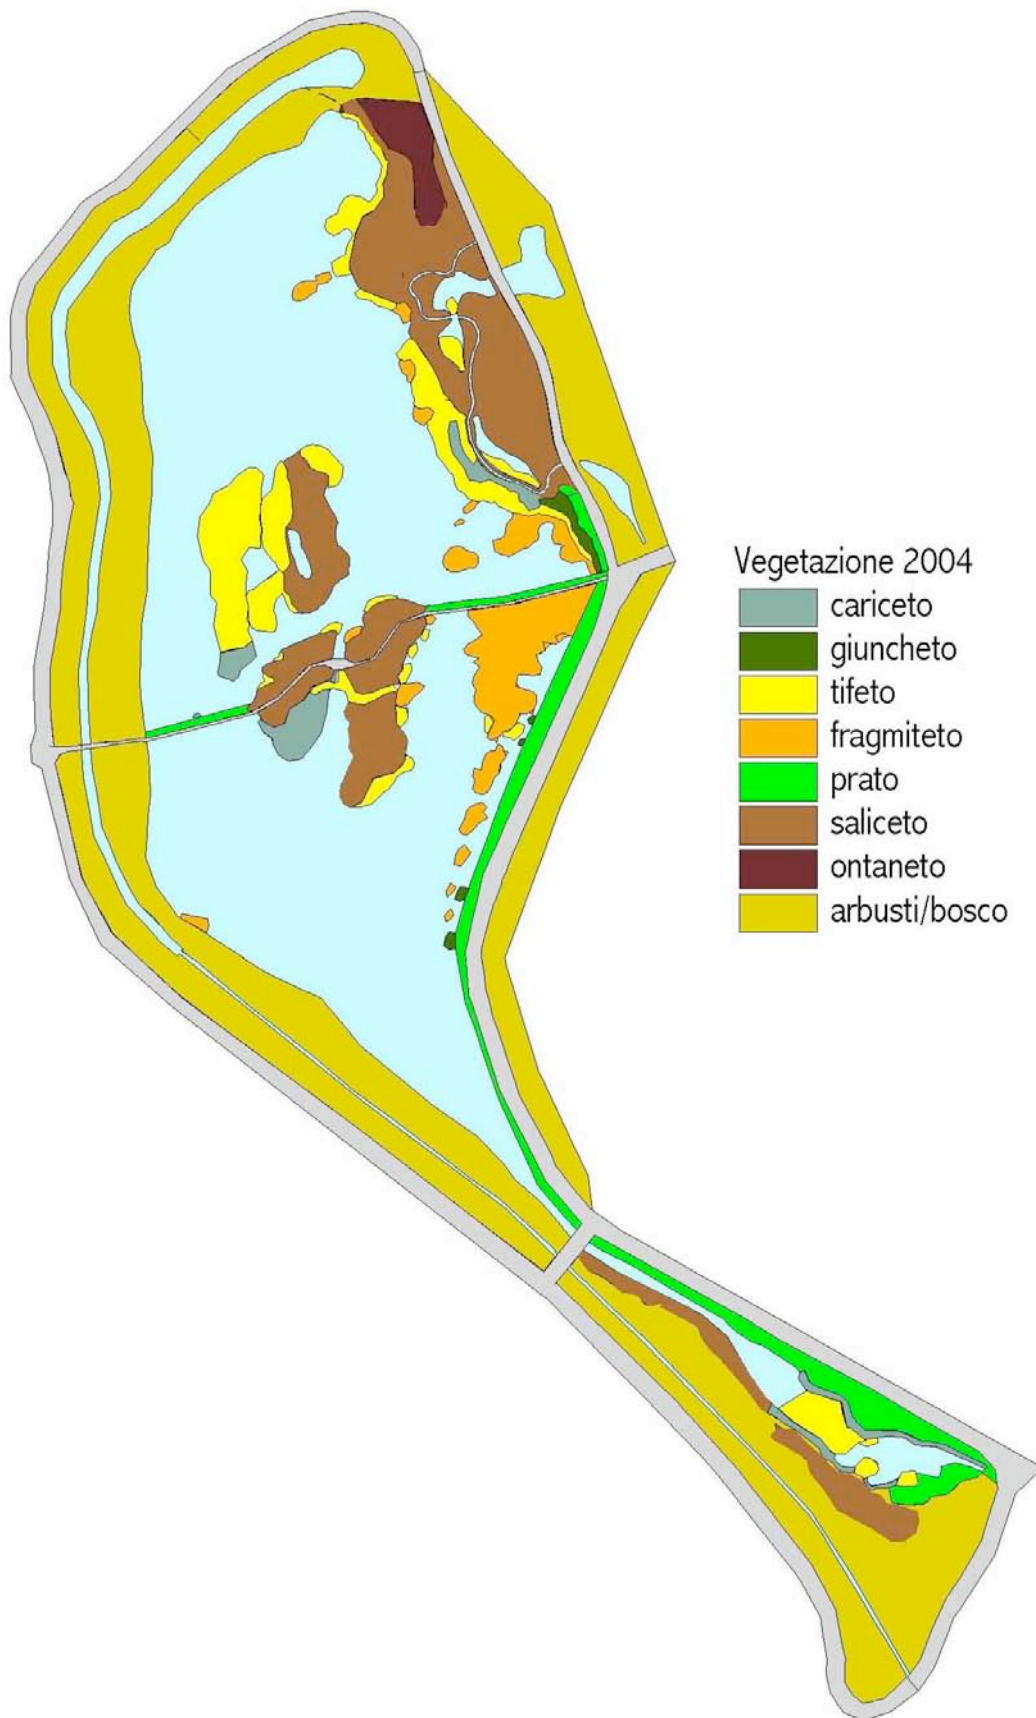 Vegetazione 2004
cariceto
giuncheto
tifeto
fragmiteto
prato
saliceto
ontaneto
arbusti/bosco